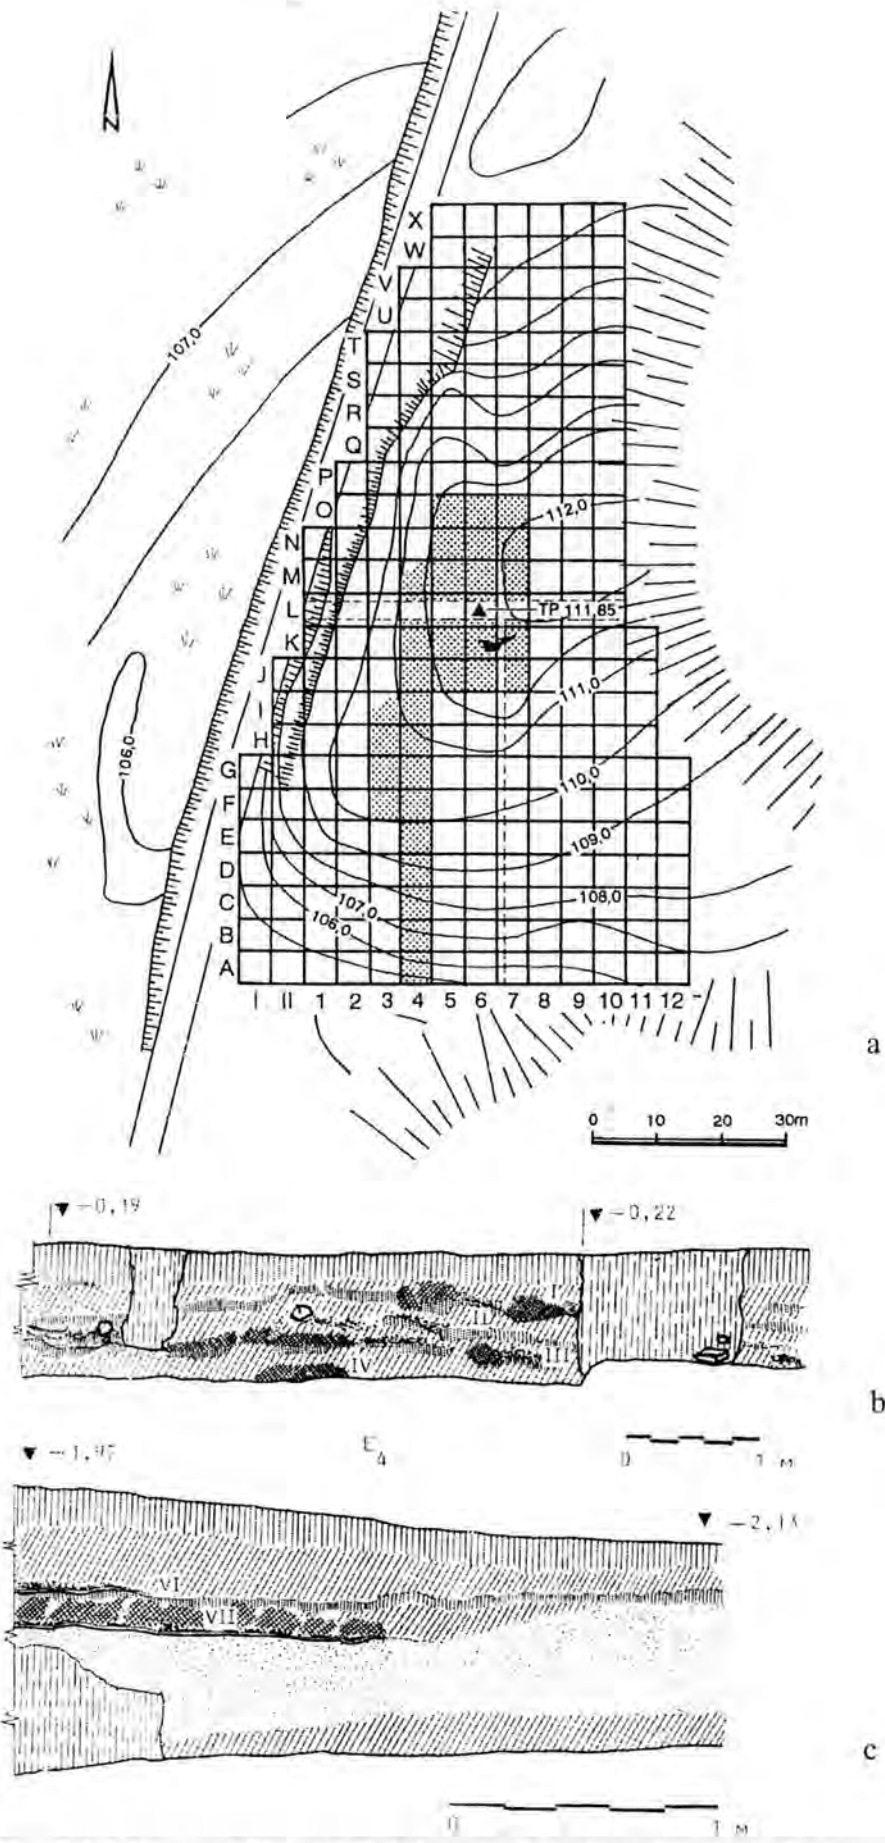 N
X
W
V
U
T
S
R
Q
P
O
N
M
L
K
J
I
H
G
F
E
D
C
B
A
107,0
106,0
112,0
TP 111,85
111,0
110,0
109,0
108,0
107,0
106,0
I II 1 2 3 4 5 6 7 8 9 10 11 12
a
0 10 20 30m
-0,19
-0,22
I
II
III
IV
b
0 1 м
-1,97
E4
VI
VII
c
0 1 м